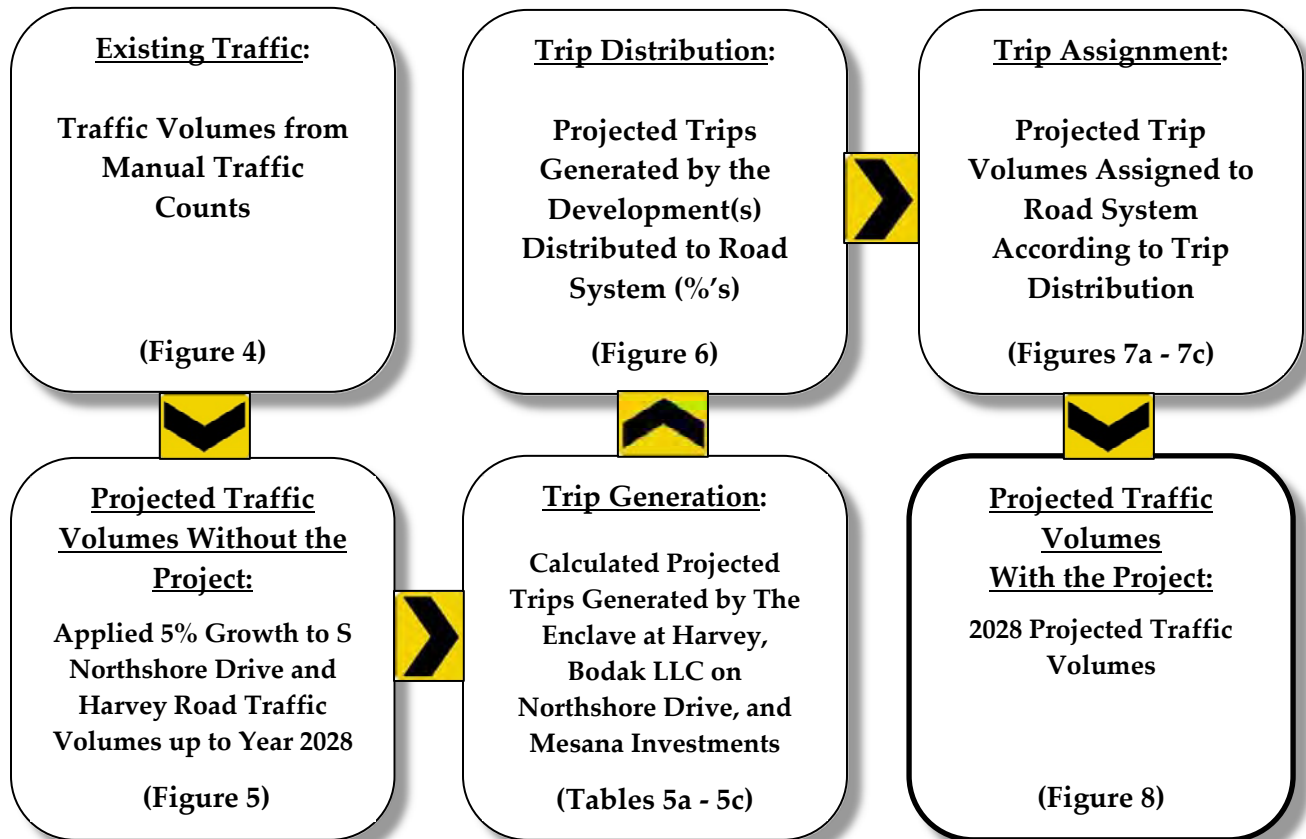 Existing Traffic:
Traffic Volumes from
Manual Traffic
Counts
(Figure 4)
Projected Traffic
Volumes Without the
Project:
Applied 5% Growth to S
Northshore Drive and
Harvey Road Traffic
Volumes up to Year 2028
(Figure 5)
Trip Generation:
Calculated Projected
Trips Generated by The
Enclave at Harvey,
Bodak LLC on
Northshore Drive, and
Mesana Investments
(Tables 5a - 5c)
Trip Distribution:
Projected Trips
Generated by the
Development(s)
Distributed to Road
System (%’s)
(Figure 6)
Trip Assignment:
Projected Trip
Volumes Assigned to
Road System
According to Trip
Distribution
(Figures 7a - 7c)
Projected Traffic
Volumes
With the Project:
2028 Projected Traffic
Volumes
(Figure 8)